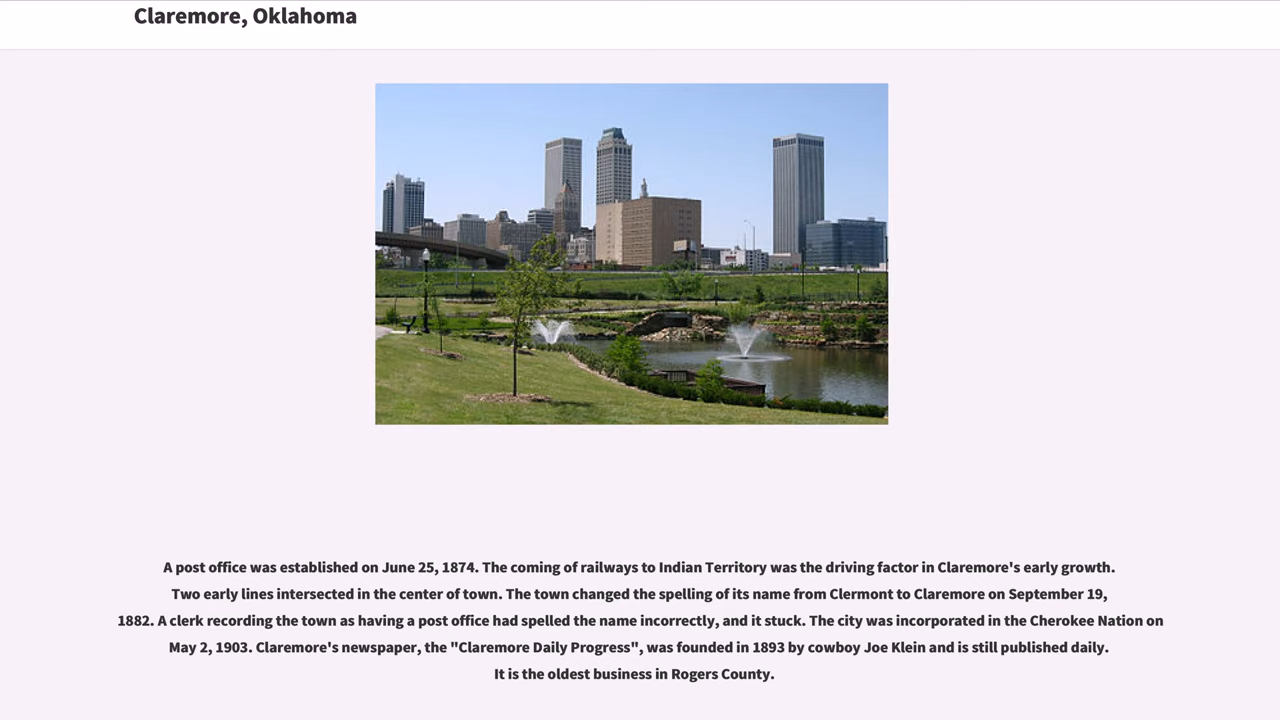 Claremore, Oklahoma
A post office was established on June 25, 1874. The coming of railways to Indian Territory was the driving factor in Claremore's early growth.
Two early lines intersected in the center of town. The town changed the spelling of its name from Clermont to Claremore on September 19,
1882. A clerk recording the town as having a post office had spelled the name incorrectly, and it stuck. The city was incorporated in the Cherokee Nation on
May 2, 1903. Claremore's newspaper, the "Claremore Daily Progress", was founded in 1893 by cowboy Joe Klein and is still published daily.
It is the oldest business in Rogers County.